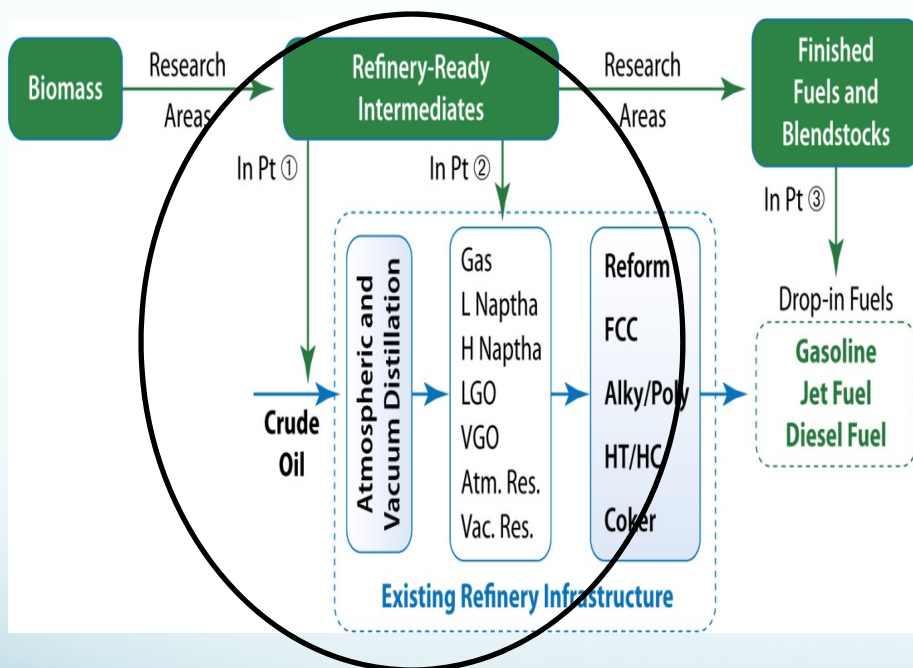 Biomass
Research
Areas
Refinery-Ready
Intermediates
Research
Areas
Finished
Fuels and
Blendstocks
In Pt ①
In Pt ②
In Pt ③
Crude
Oil
Atmospheric and
Vacuum Distillation
Gas
L Naptha
H Naptha
LGO
VGO
Atm. Res.
Vac. Res.
Reform
FCC
Alky/Poly
HT/HC
Coker
Drop-in Fuels
Gasoline
Jet Fuel
Diesel Fuel
Existing Refinery Infrastructure